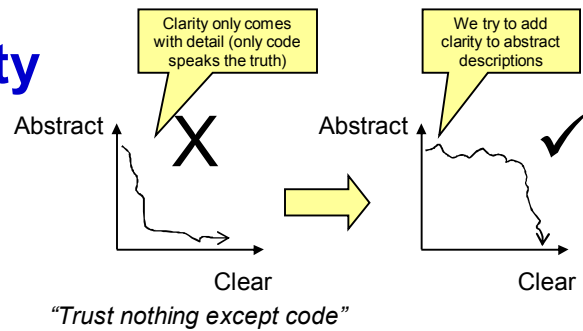 ty
Clarity only comes
with detail (only code
speaks the truth)
We try to add
clarity to abstract
descriptions
Abstract
X
Abstract
Clear
Clear
“Trust nothing except code”